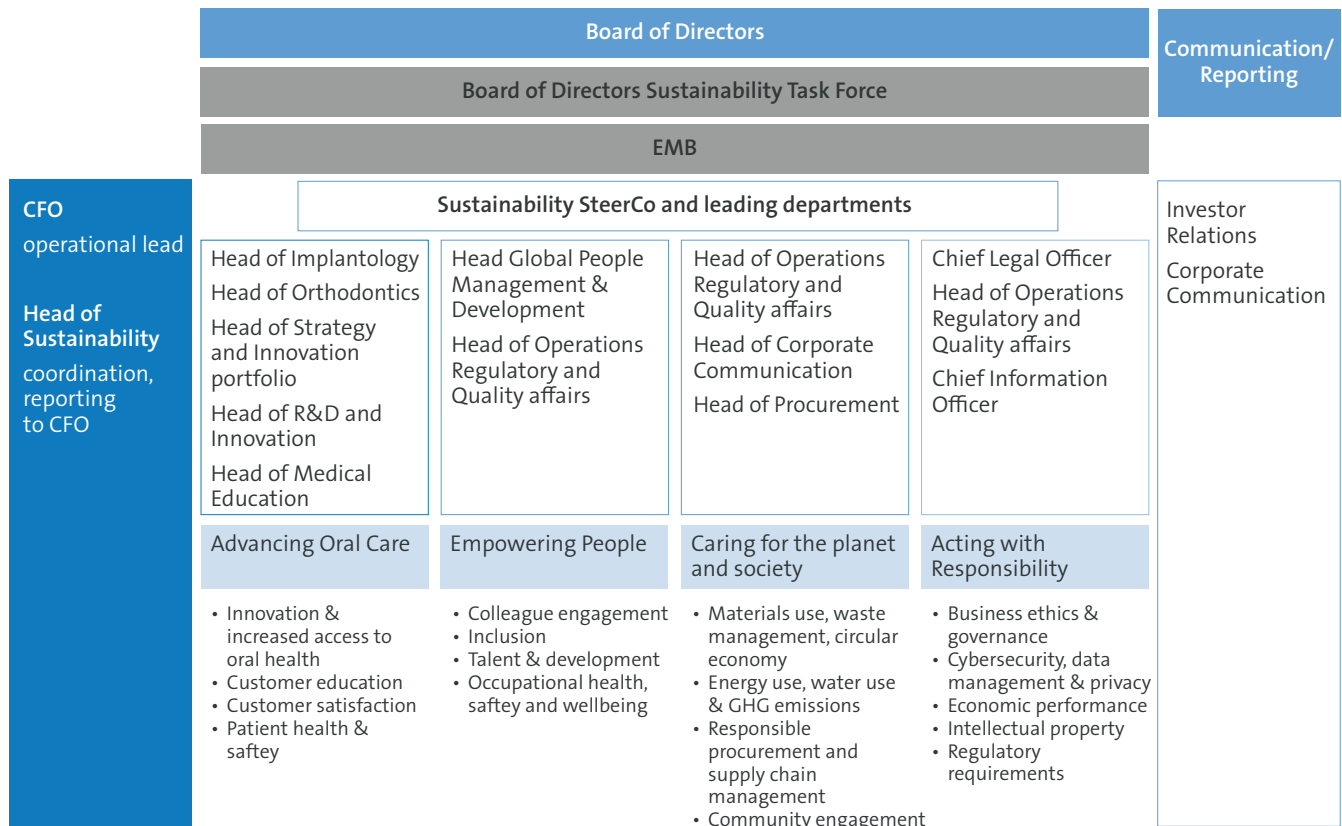 Board of Directors
Communication/
Reporting
Board of Directors Sustainability Task Force
EMB
CFO
operational lead
Head of
Sustainability
coordination,
reporting
to CFO
Sustainability SteerCo and leading departments
Head of Implantology
Head of Orthodontics
Head of Strategy
and Innovation
portfolio
Head of R&D and
Innovation
Head of Medical
Education
Head Global People
Management &
Development
Head of Operations
Regulatory and
Quality affairs
Head of Operations
Regulatory and
Quality affairs
Head of Corporate
Communication
Head of Procurement
Chief Legal Officer
Head of Operations
Regulatory and
Quality affairs
Chief Information
Officer
Investor
Relations
Corporate
Communication
Advancing Oral Care
• Innovation &
increased access to
oral health
• Customer education
• Customer satisfaction
• Patient health &
saftey
Empowering People
• Colleague engagement
• Inclusion
• Talent & development
• Occupational health,
saftey and wellbeing
Caring for the planet
and society
• Materials use, waste
management, circular
economy
• Energy use, water use
& GHG emissions
• Responsible
procurement and
supply chain
management
• Community engagement
Acting with
Responsibility
• Business ethics &
governance
• Cybersecurity, data
management & privacy
• Economic performance
• Intellectual property
• Regulatory
requirements